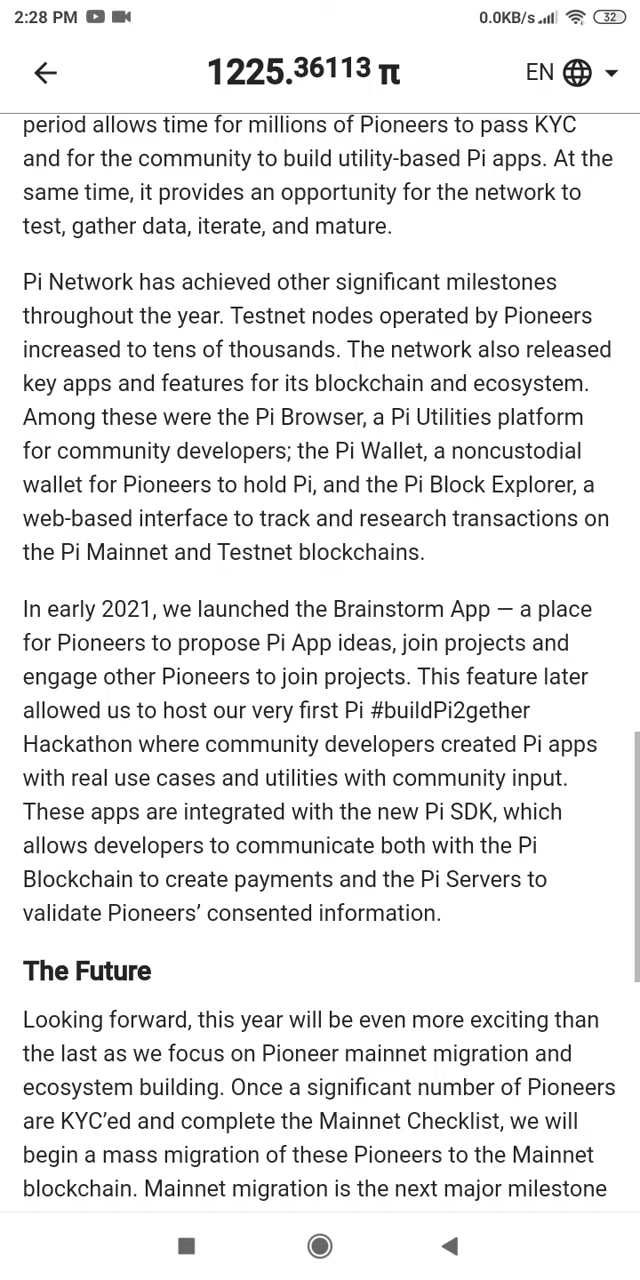 2:28 PM 0.0KB/s 32
1225.36113 π EN
period allows time for millions of Pioneers to pass KYC
and for the community to build utility-based Pi apps. At the
same time, it provides an opportunity for the network to
test, gather data, iterate, and mature.
Pi Network has achieved other significant milestones
throughout the year. Testnet nodes operated by Pioneers
increased to tens of thousands. The network also released
key apps and features for its blockchain and ecosystem.
Among these were the Pi Browser, a Pi Utilities platform
for community developers; the Pi Wallet, a noncustodial
wallet for Pioneers to hold Pi, and the Pi Block Explorer, a
web-based interface to track and research transactions on
the Pi Mainnet and Testnet blockchains.
In early 2021, we launched the Brainstorm App — a place
for Pioneers to propose Pi App ideas, join projects and
engage other Pioneers to join projects. This feature later
allowed us to host our very first Pi #buildPi2gether
Hackathon where community developers created Pi apps
with real use cases and utilities with community input.
These apps are integrated with the new Pi SDK, which
allows developers to communicate both with the Pi
Blockchain to create payments and the Pi Servers to
validate Pioneers’ consented information.
The Future
Looking forward, this year will be even more exciting than
the last as we focus on Pioneer mainnet migration and
ecosystem building. Once a significant number of Pioneers
are KYC’ed and complete the Mainnet Checklist, we will
begin a mass migration of these Pioneers to the Mainnet
blockchain. Mainnet migration is the next major milestone